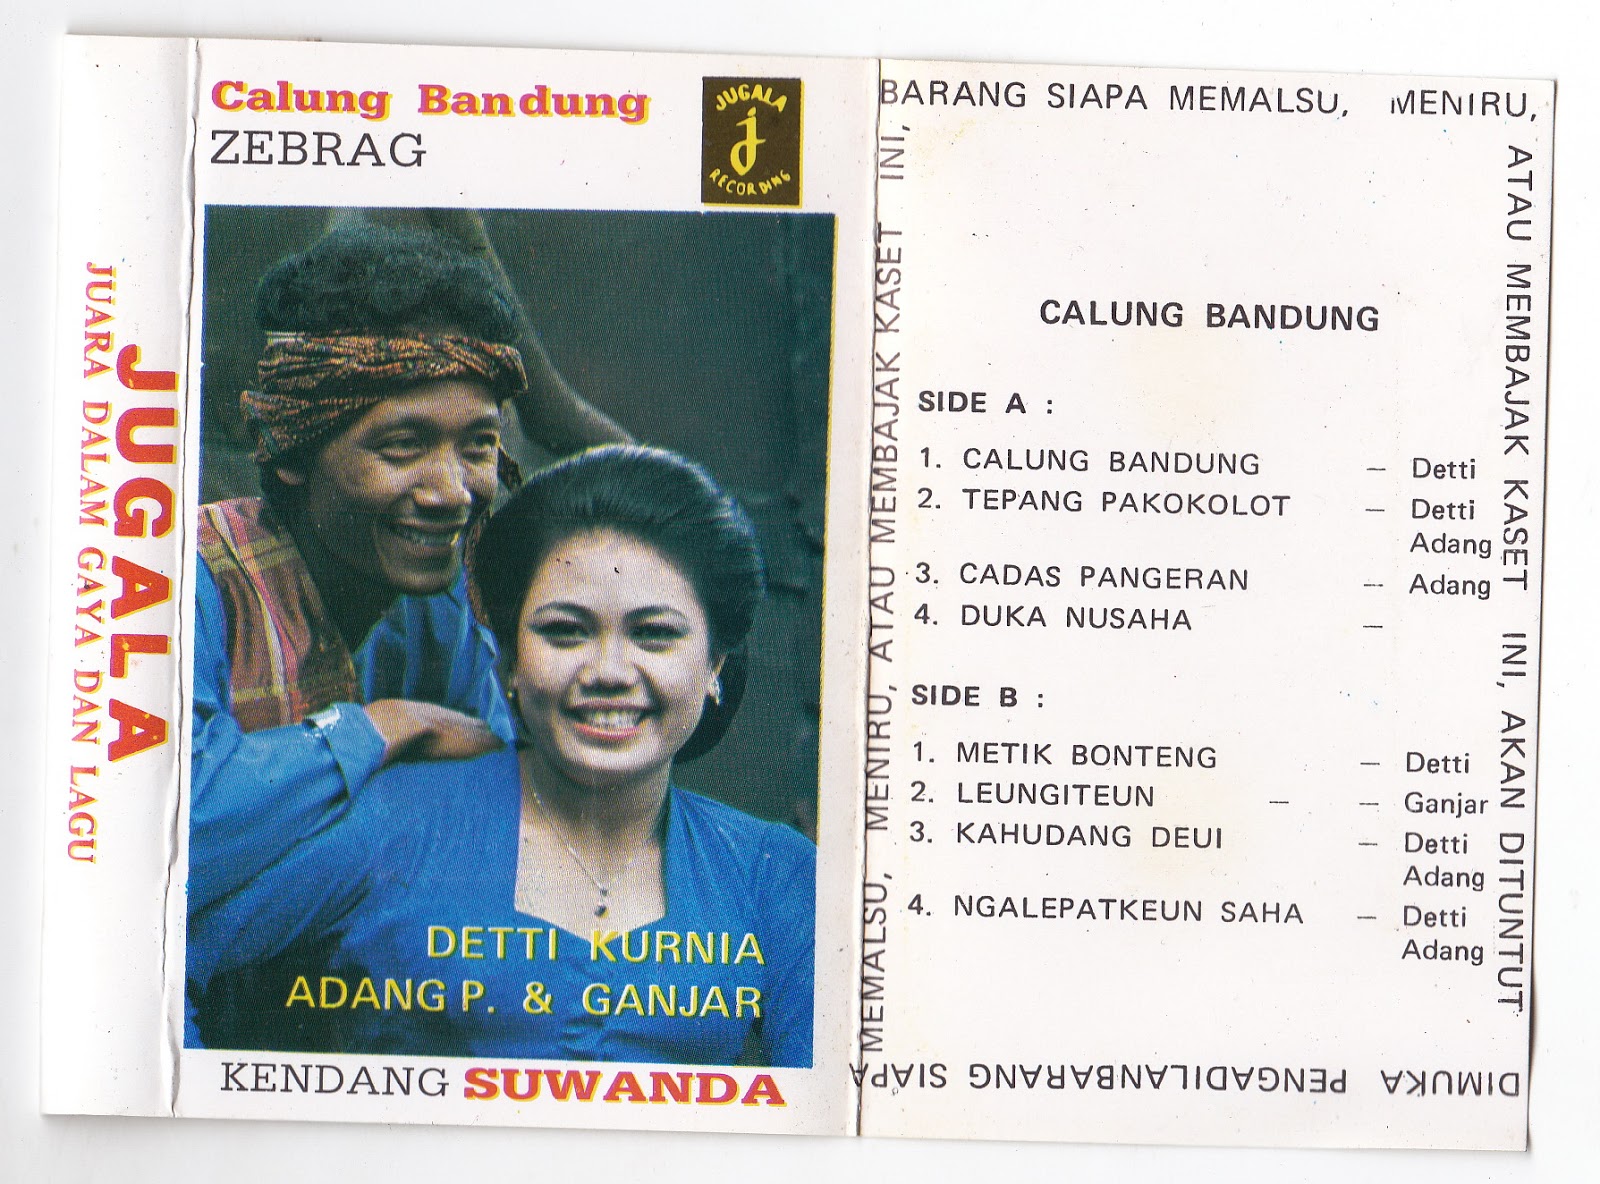 JUGALA
JUARA DALAM GAYA DAN LAGU
Calung Bandung
ZEBRAG
JUGALA
j
RECORDING
DETTI KURNIA
ADANG P. & GANJAR
KENDANG SUWANDA
BARANG SIAPA MEMALSU, MENIRU,
ATAU MEMBAJAK KASET INI, AKAN DITUNTUT
DIMUKA PENGADILAN BARANG SIAPA
MEMALSU, MENIRU, ATAU MEMBAJAK KASET INI,
CALUNG BANDUNG
SIDE A :
1. CALUNG BANDUNG – Detti
2. TEPANG PAKOKOLOT – Detti
Adang
3. CADAS PANGERAN – Adang
4. DUKA NUSAHA –
SIDE B :
1. METIK BONTENG – Detti
2. LEUNGITEUN – – Ganjar
3. KAHUDANG DEUI – Detti
Adang
4. NGALEPATKEUN SAHA – Detti
Adang